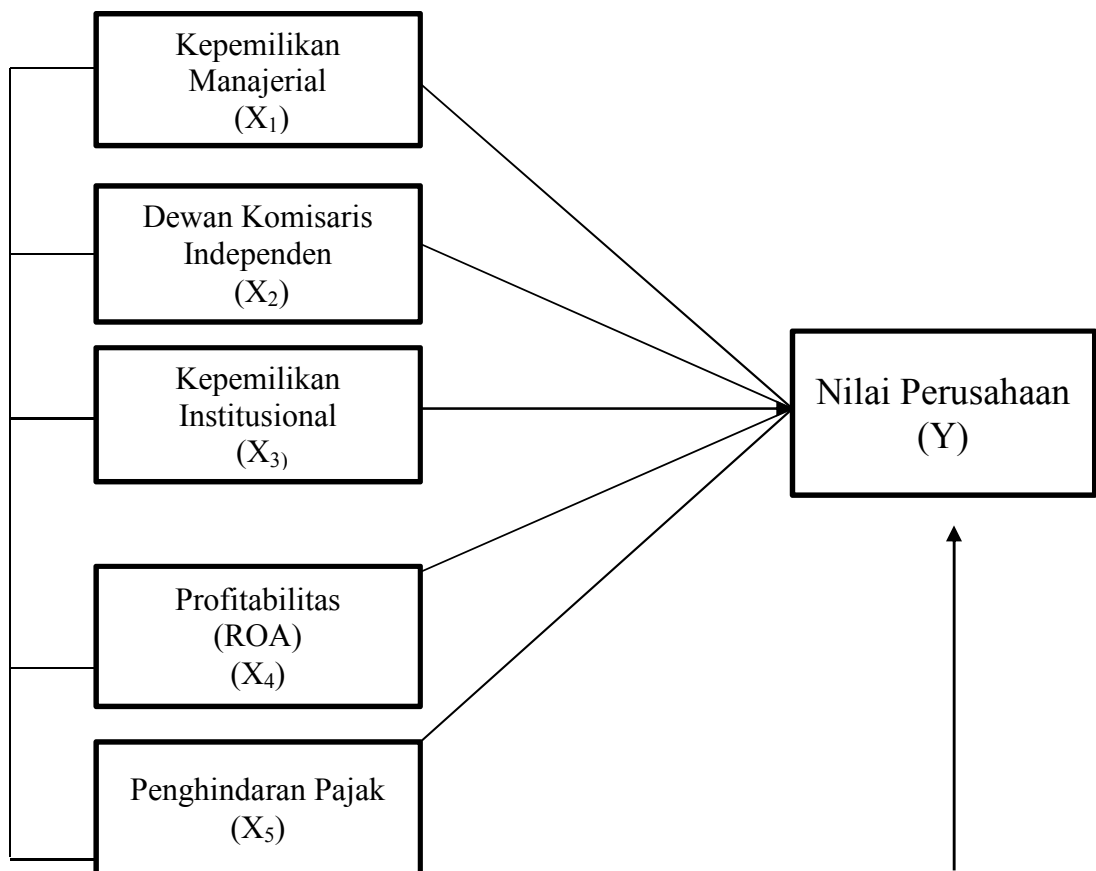 Kepemilikan
Manajerial
(X₁)
Dewan Komisaris
Independen
(X₂)
Kepemilikan
Institusional
(X₃₎
Profitabilitas
(ROA)
(X₄)
Penghindaran Pajak
(X₅)
Nilai Perusahaan
(Y)